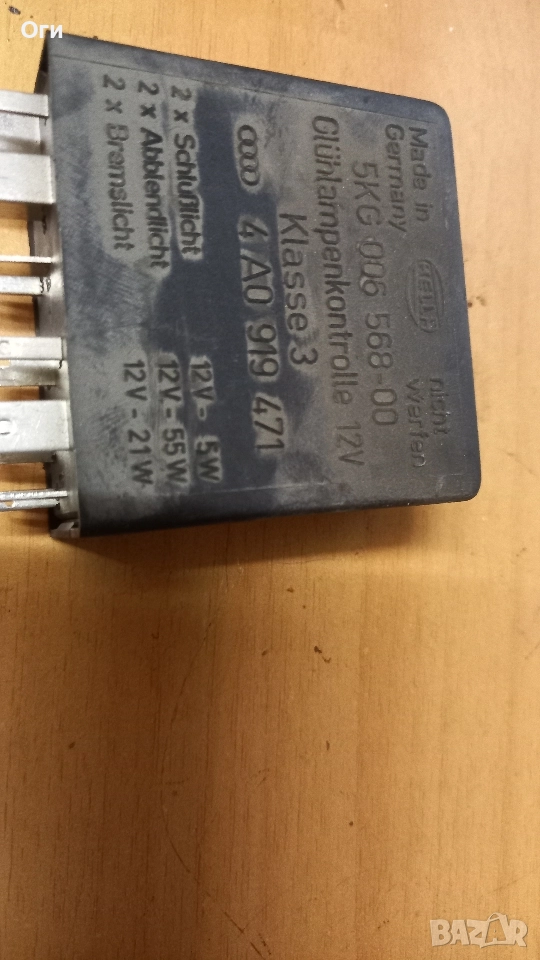 Оги
Made in
Germany
HELLA
nicht
werfen
5KG 006 568-00
Glühlampenkontrolle 12V
Klasse 3
4A0 919 471
2 x Schlußlicht 12V - 5W
2 x Abblendlicht 12V - 55W
2 x Bremslicht 12V - 21W
BAZAR